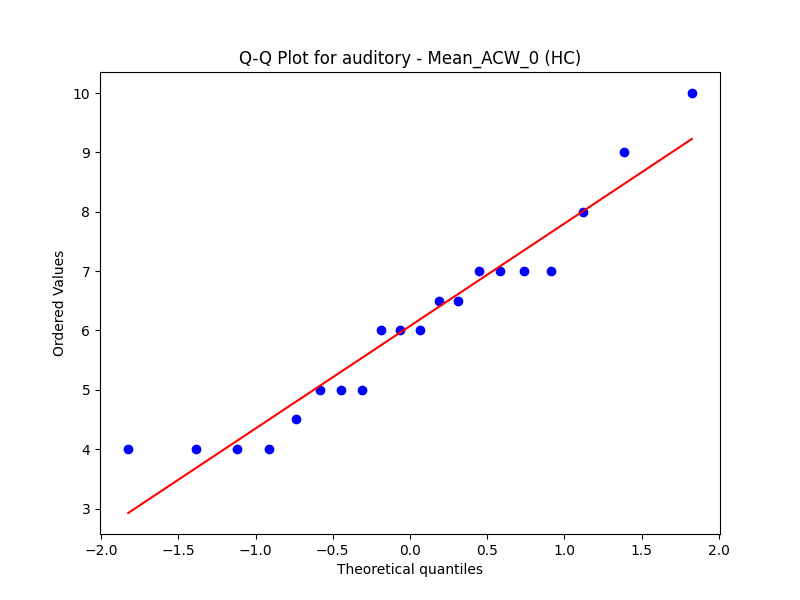 Q-Q Plot for auditory - Mean_ACW_0 (HC)
10
9
8
7
6
5
4
3
Ordered Values
−2.0 −1.5 −1.0 −0.5 0.0 0.5 1.0 1.5 2.0
Theoretical quantiles